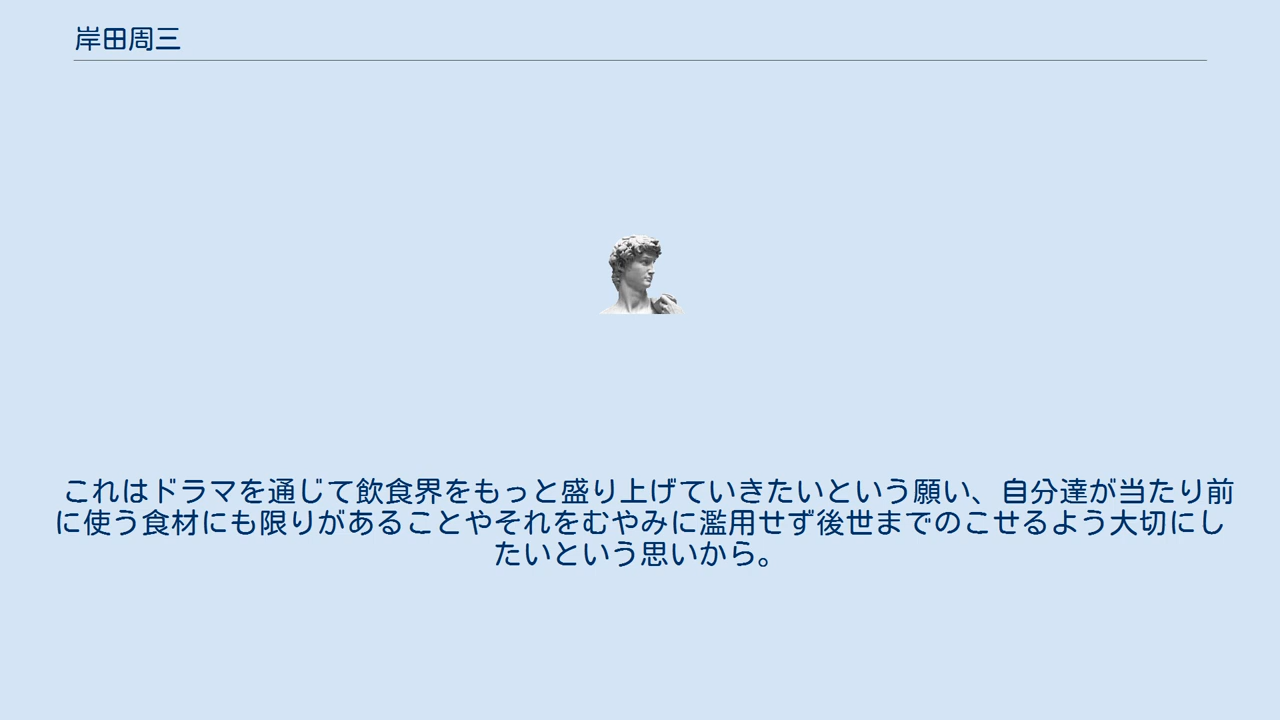 岸田周三
これはドラマを通じて飲食界をもっと盛り上げていきたいという願い、自分達が当たり前
に使う食材にも限りがあることやそれをむやみに濫用せず後世までのこせるよう大切にし
たいという思いから。